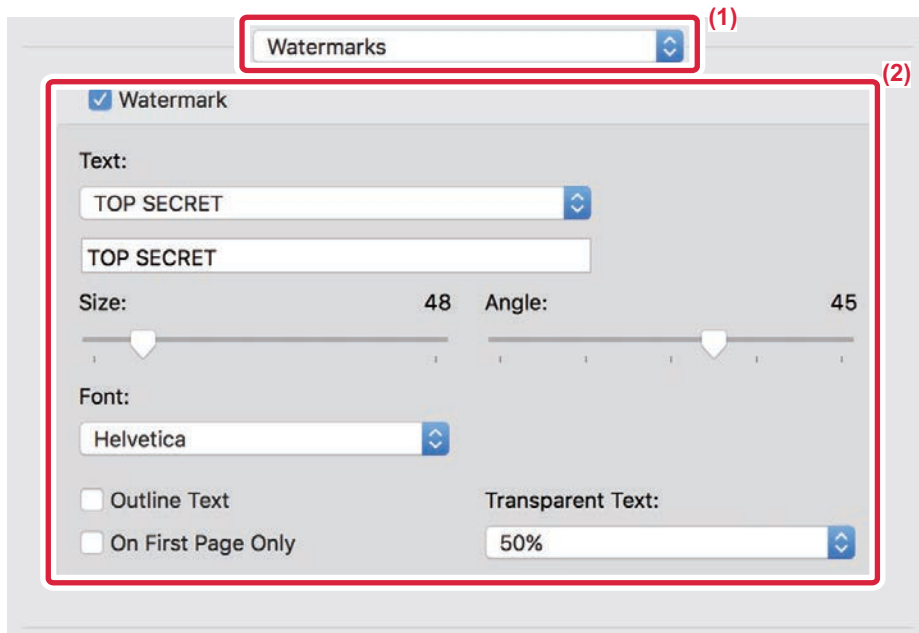 (1)
Watermarks
(2)
Watermark
Text:
TOP SECRET
TOP SECRET
Size: 48 Angle: 45
Font:
Helvetica
Outline Text Transparent Text:
On First Page Only 50%